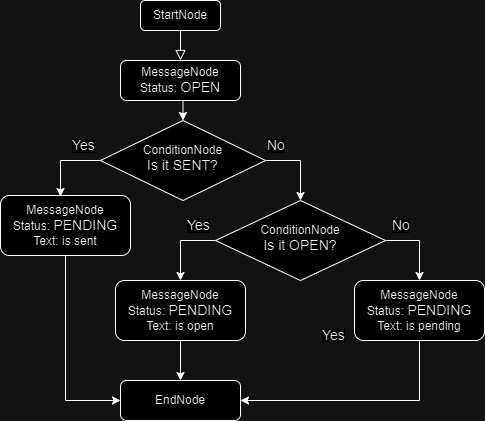 StartNode
MessageNode
Status: OPEN
Yes
ConditionNode
Is it SENT?
No
MessageNode
Status: PENDING
Text: is sent
Yes
ConditionNode
Is it OPEN?
No
MessageNode
Status: PENDING
Text: is open
Yes
MessageNode
Status: PENDING
Text: is pending
EndNode